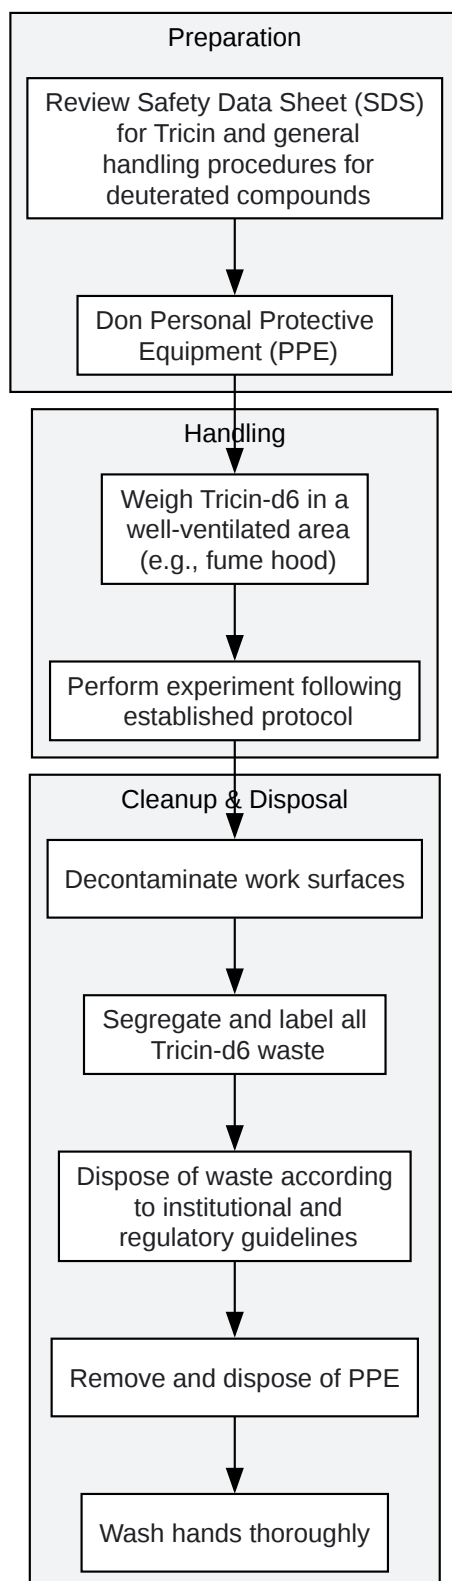 Preparation
Review Safety Data Sheet (SDS)
for Tricin and general
handling procedures for
deuterated compounds
Don Personal Protective
Equipment (PPE)
Handling
Weigh Tricin-d6 in a
well-ventilated area
(e.g., fume hood)
Perform experiment following
established protocol
Cleanup & Disposal
Decontaminate work surfaces
Segregate and label all
Tricin-d6 waste
Dispose of waste according
to institutional and
regulatory guidelines
Remove and dispose of PPE
Wash hands thoroughly